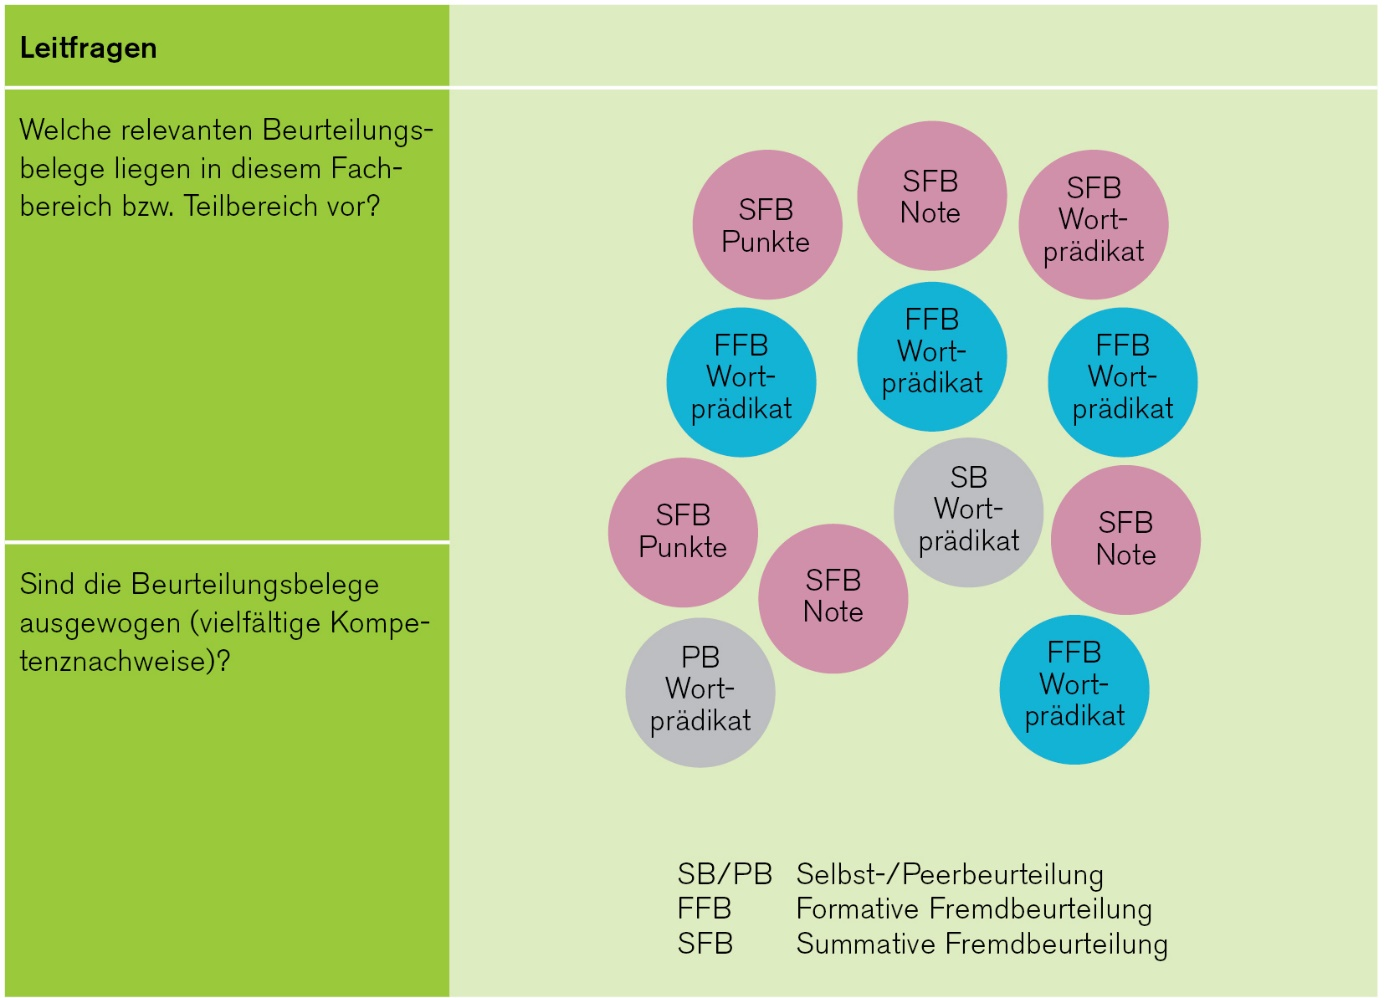 Leitfragen
Welche relevanten Beurteilungs-
belege liegen in diesem Fach-
bereich bzw. Teilbereich vor?
Sind die Beurteilungsbelege
ausgewogen (vielfältige Kompe-
tenznachweise)?
SFB
Punkte
SFB
Note
SFB
Wort-
prädikat
FFB
Wort-
prädikat
FFB
Wort-
prädikat
FFB
Wort-
prädikat
SFB
Punkte
SFB
Note
SB
Wort-
prädikat
SFB
Note
PB
Wort-
prädikat
FFB
Wort-
prädikat
SB/PB Selbst-/Peerbeurteilung
FFB Formative Fremdbeurteilung
SFB Summative Fremdbeurteilung